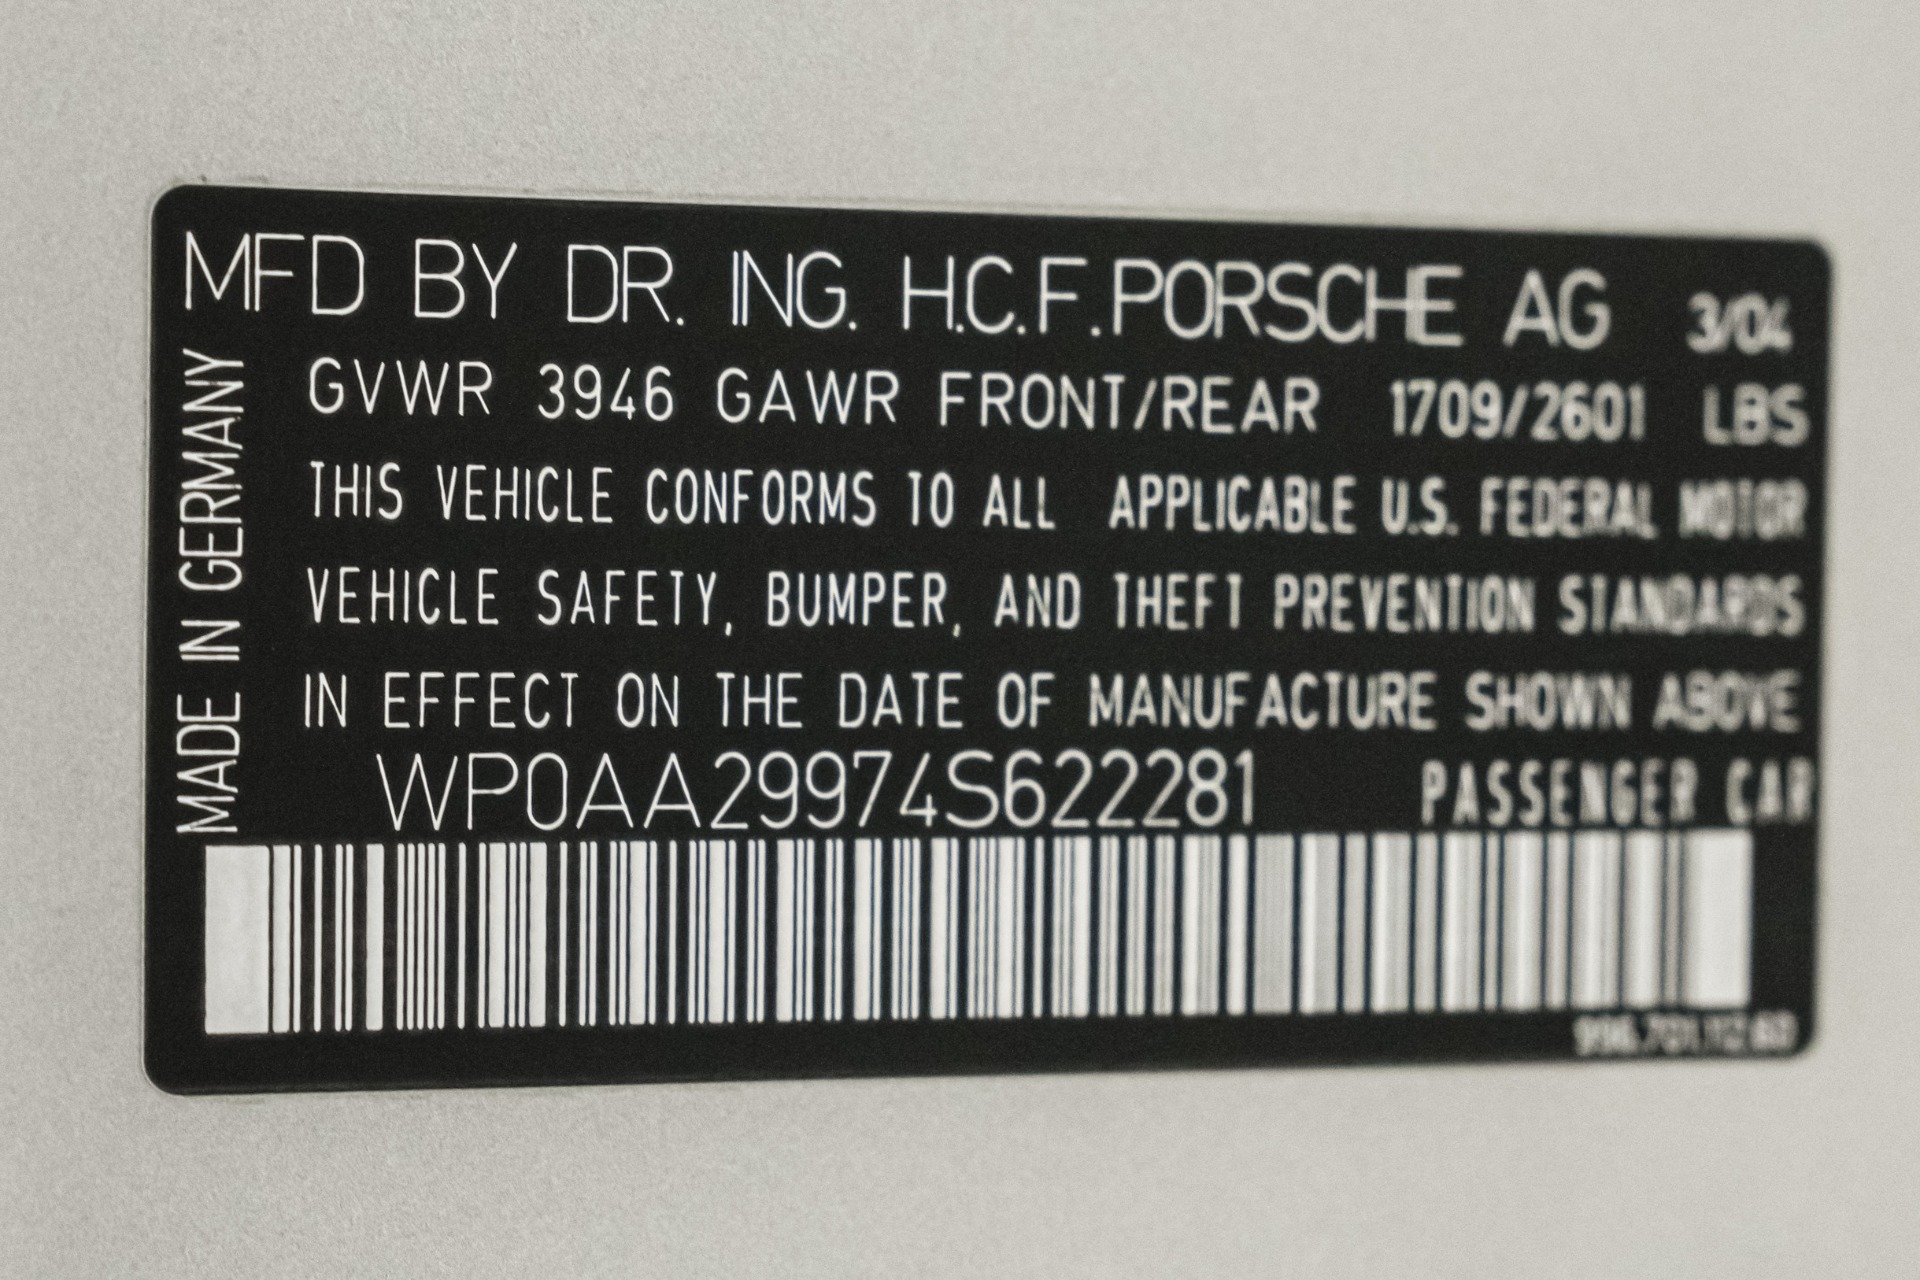 MFD BY DR. ING. H.C.F. PORSCHE AG 3/04
GVWR 3946 GAWR FRONT/REAR 1709/2601 LBS
THIS VEHICLE CONFORMS TO ALL APPLICABLE U.S. FEDERAL MOTOR
VEHICLE SAFETY, BUMPER, AND THEFT PREVENTION STANDARDS
IN EFFECT ON THE DATE OF MANUFACTURE SHOWN ABOVE
WP0AA29974S622281 PASSENGER CAR
MADE IN GERMANY